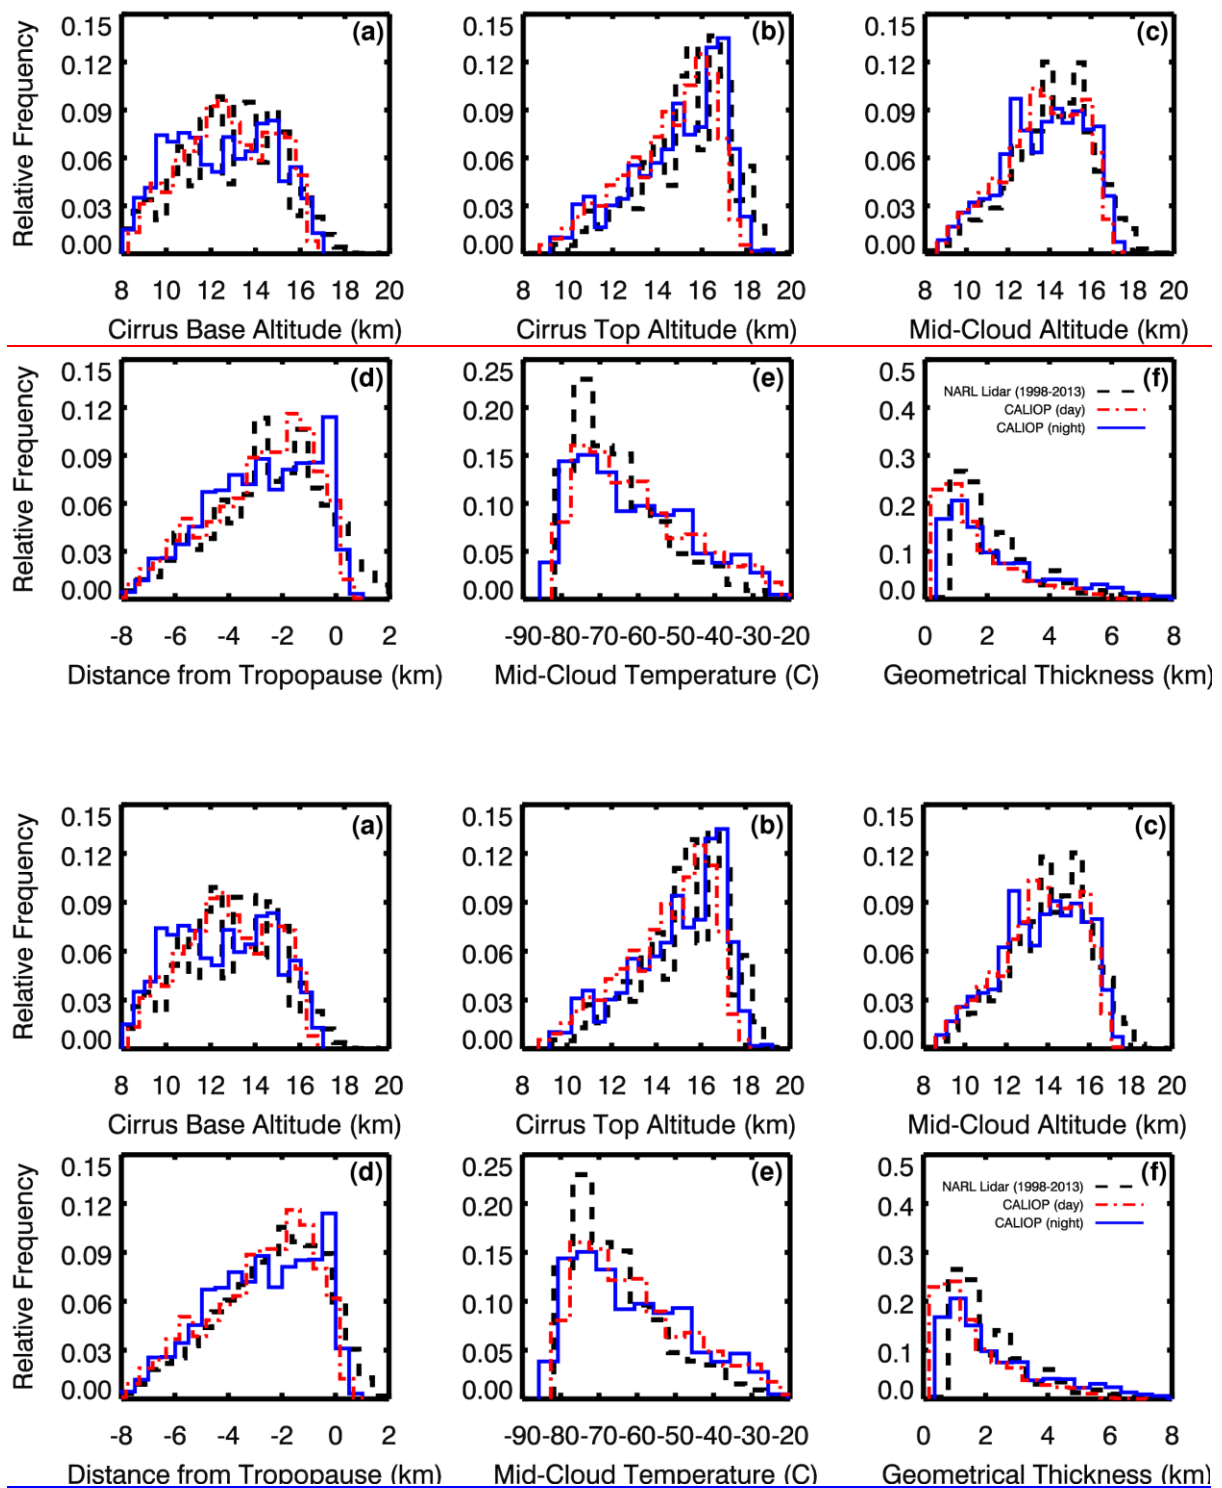 0.15 0.12 0.09 0.06 0.03 0.00
Relative Frequency
(a)
8 10 12 14 16 18 20
Cirrus Base Altitude (km)
0.15 0.12 0.09 0.06 0.03 0.00
(b)
8 10 12 14 16 18 20
Cirrus Top Altitude (km)
0.15 0.12 0.09 0.06 0.03 0.00
(c)
8 10 12 14 16 18 20
Mid-Cloud Altitude (km)
0.15 0.12 0.09 0.06 0.03 0.00
Relative Frequency
(d)
-8 -6 -4 -2 0 2
Distance from Tropopause (km)
0.25 0.20 0.15 0.10 0.05 0.00
(e)
-90-80-70-60-50-40-30-20
Mid-Cloud Temperature (C)
0.5 0.4 0.3 0.2 0.1 0.0
(f)
NARL Lidar (1998-2013)
CALIOP (day)
CALIOP (night)
0 2 4 6 8
Geometrical Thickness (km)
0.15 0.12 0.09 0.06 0.03 0.00
Relative Frequency
(a)
8 10 12 14 16 18 20
Cirrus Base Altitude (km)
0.15 0.12 0.09 0.06 0.03 0.00
(b)
8 10 12 14 16 18 20
Cirrus Top Altitude (km)
0.15 0.12 0.09 0.06 0.03 0.00
(c)
8 10 12 14 16 18 20
Mid-Cloud Altitude (km)
0.15 0.12 0.09 0.06 0.03 0.00
Relative Frequency
(d)
-8 -6 -4 -2 0 2
Distance from Tropopause (km)
0.25 0.20 0.15 0.10 0.05 0.00
(e)
-90-80-70-60-50-40-30-20
Mid-Cloud Temperature (C)
0.5 0.4 0.3 0.2 0.1 0.0
(f)
NARL Lidar (1998-2013)
CALIOP (day)
CALIOP (night)
0 2 4 6 8
Geometrical Thickness (km)